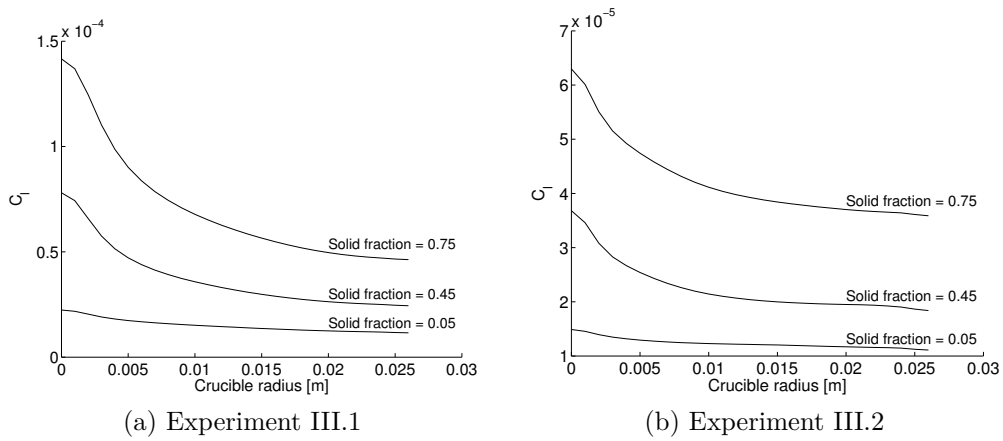 x 10⁻⁴
1.5
1
0.5
0
C_l
Solid fraction = 0.75
Solid fraction = 0.45
Solid fraction = 0.05
0 0.005 0.01 0.015 0.02 0.025 0.03
Crucible radius [m]
(a) Experiment III.1
x 10⁻⁵
7
6
5
4
3
2
1
C_l
Solid fraction = 0.75
Solid fraction = 0.45
Solid fraction = 0.05
0 0.005 0.01 0.015 0.02 0.025 0.03
Crucible radius [m]
(b) Experiment III.2